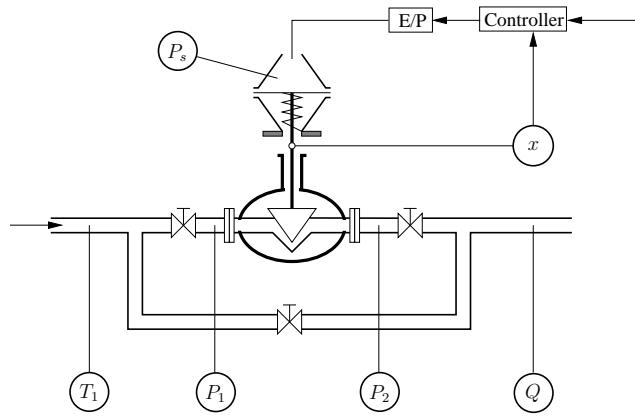 E/P
Controller
P_s
x
T_1
P_1
P_2
Q